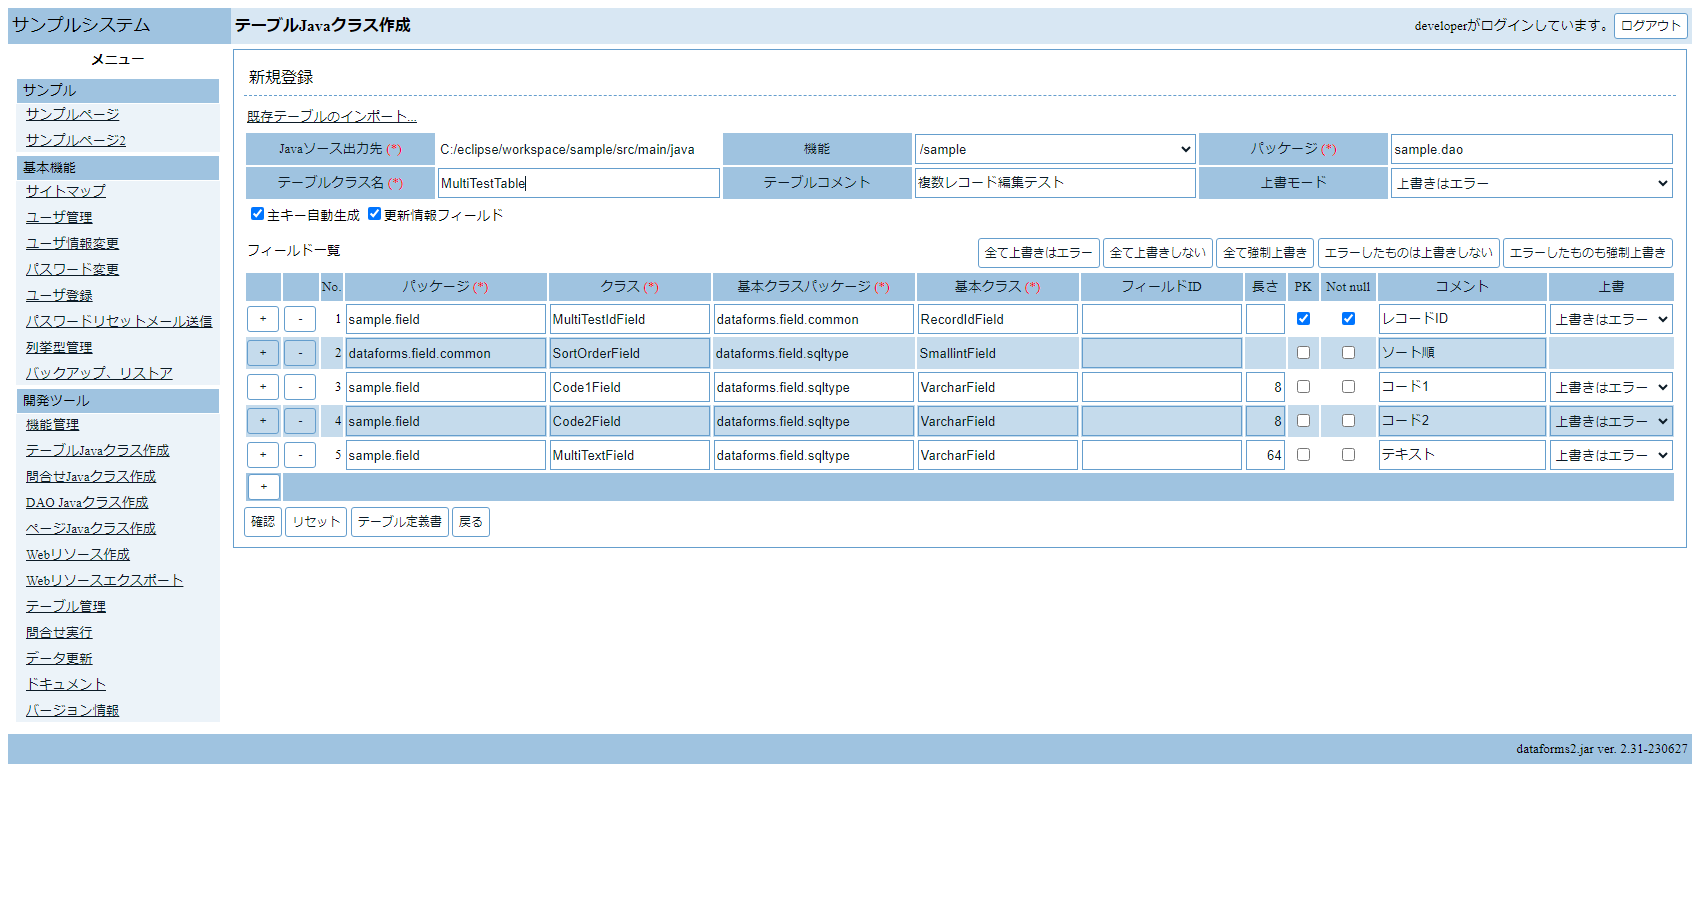 サンプルシステム
テーブルJavaクラス作成
developerがログインしています。 ログアウト
メニュー
サンプル
サンプルページ
サンプルページ2
基本機能
サイトマップ
ユーザ管理
ユーザ情報変更
パスワード変更
ユーザ登録
パスワードリセットメール送信
列挙型管理
バックアップ、リストア
開発ツール
機能管理
テーブルJavaクラス作成
問合せJavaクラス作成
DAO Javaクラス作成
ページJavaクラス作成
Webリソース作成
Webリソースエクスポート
テーブル管理
問合せ実行
データ更新
ドキュメント
バージョン情報
新規登録
既存テーブルのインポート...
Javaソース出力先 (*) C:/eclipse/workspace/sample/src/main/java 機能 /sample パッケージ (*) sample.dao
テーブルクラス名 (*) MultiTestTable テーブルコメント 複数レコード編集テスト 上書モード 上書きはエラー
主キー自動生成 更新情報フィールド
フィールド一覧 全て上書きはエラー 全て上書きしない 全て強制上書き エラーしたものは上書きしない エラーしたものも強制上書き
No. パッケージ (*) クラス (*) 基本クラスパッケージ (*) 基本クラス (*) フィールドID 長さ PK Not null コメント 上書
+ - 1 sample.field MultiTestIdField dataforms.field.common RecordIdField レコードID 上書きはエラー
+ - 2 dataforms.field.common SortOrderField dataforms.field.sqltype SmallintField ソート順
+ - 3 sample.field Code1Field dataforms.field.sqltype VarcharField 8 コード1 上書きはエラー
+ - 4 sample.field Code2Field dataforms.field.sqltype VarcharField 8 コード2 上書きはエラー
+ - 5 sample.field MultiTextField dataforms.field.sqltype VarcharField 64 テキスト 上書きはエラー
+
確認 リセット テーブル定義書 戻る
dataforms2.jar ver. 2.31-230627